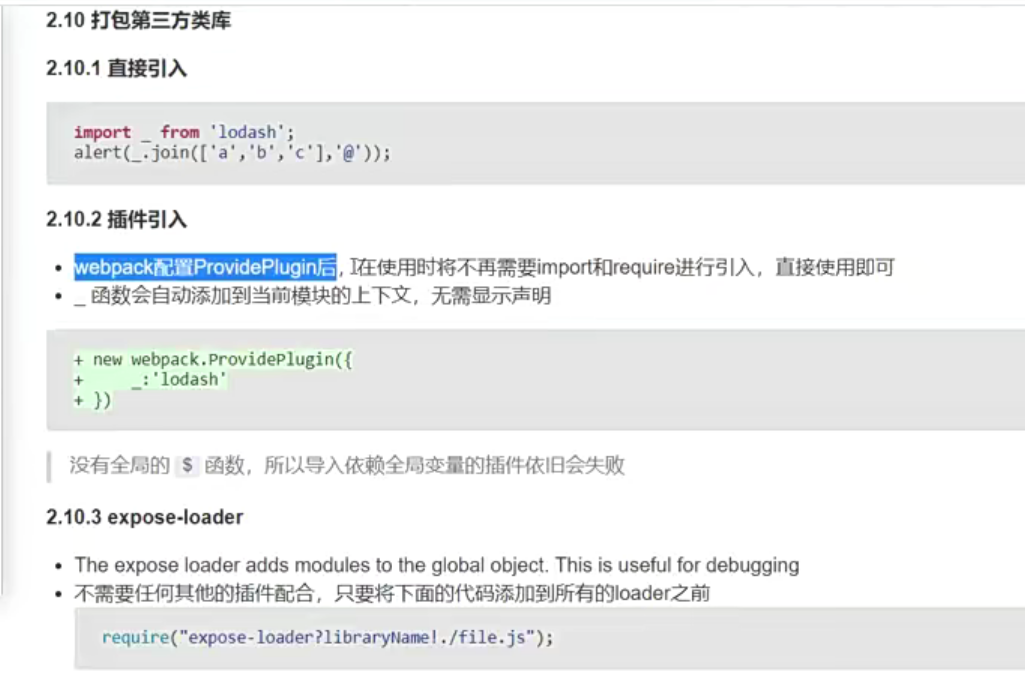 2.10 打包第三方类库
2.10.1 直接引入
import _ from 'lodash';
alert(_.join(['a','b','c'],'@'));
2.10.2 插件引入
webpack配置ProvidePlugin后, 在使用时将不再需要import和require进行引入，直接使用即可
_ 函数会自动添加到当前模块的上下文，无需显示声明
+ new webpack.ProvidePlugin({
+     _:'lodash'
+ })
没有全局的 $ 函数，所以导入依赖全局变量的插件依旧会失败
2.10.3 expose-loader
The expose loader adds modules to the global object. This is useful for debugging
不需要任何其他的插件配合，只要将下面的代码添加到所有的loader之前
require("expose-loader?libraryName!./file.js");